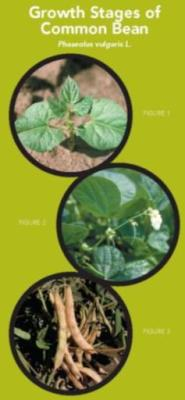 Growth Stages of
Common Bean
Phaseolus vulgaris L.
FIGURE 1
FIGURE 2
FIGURE 3